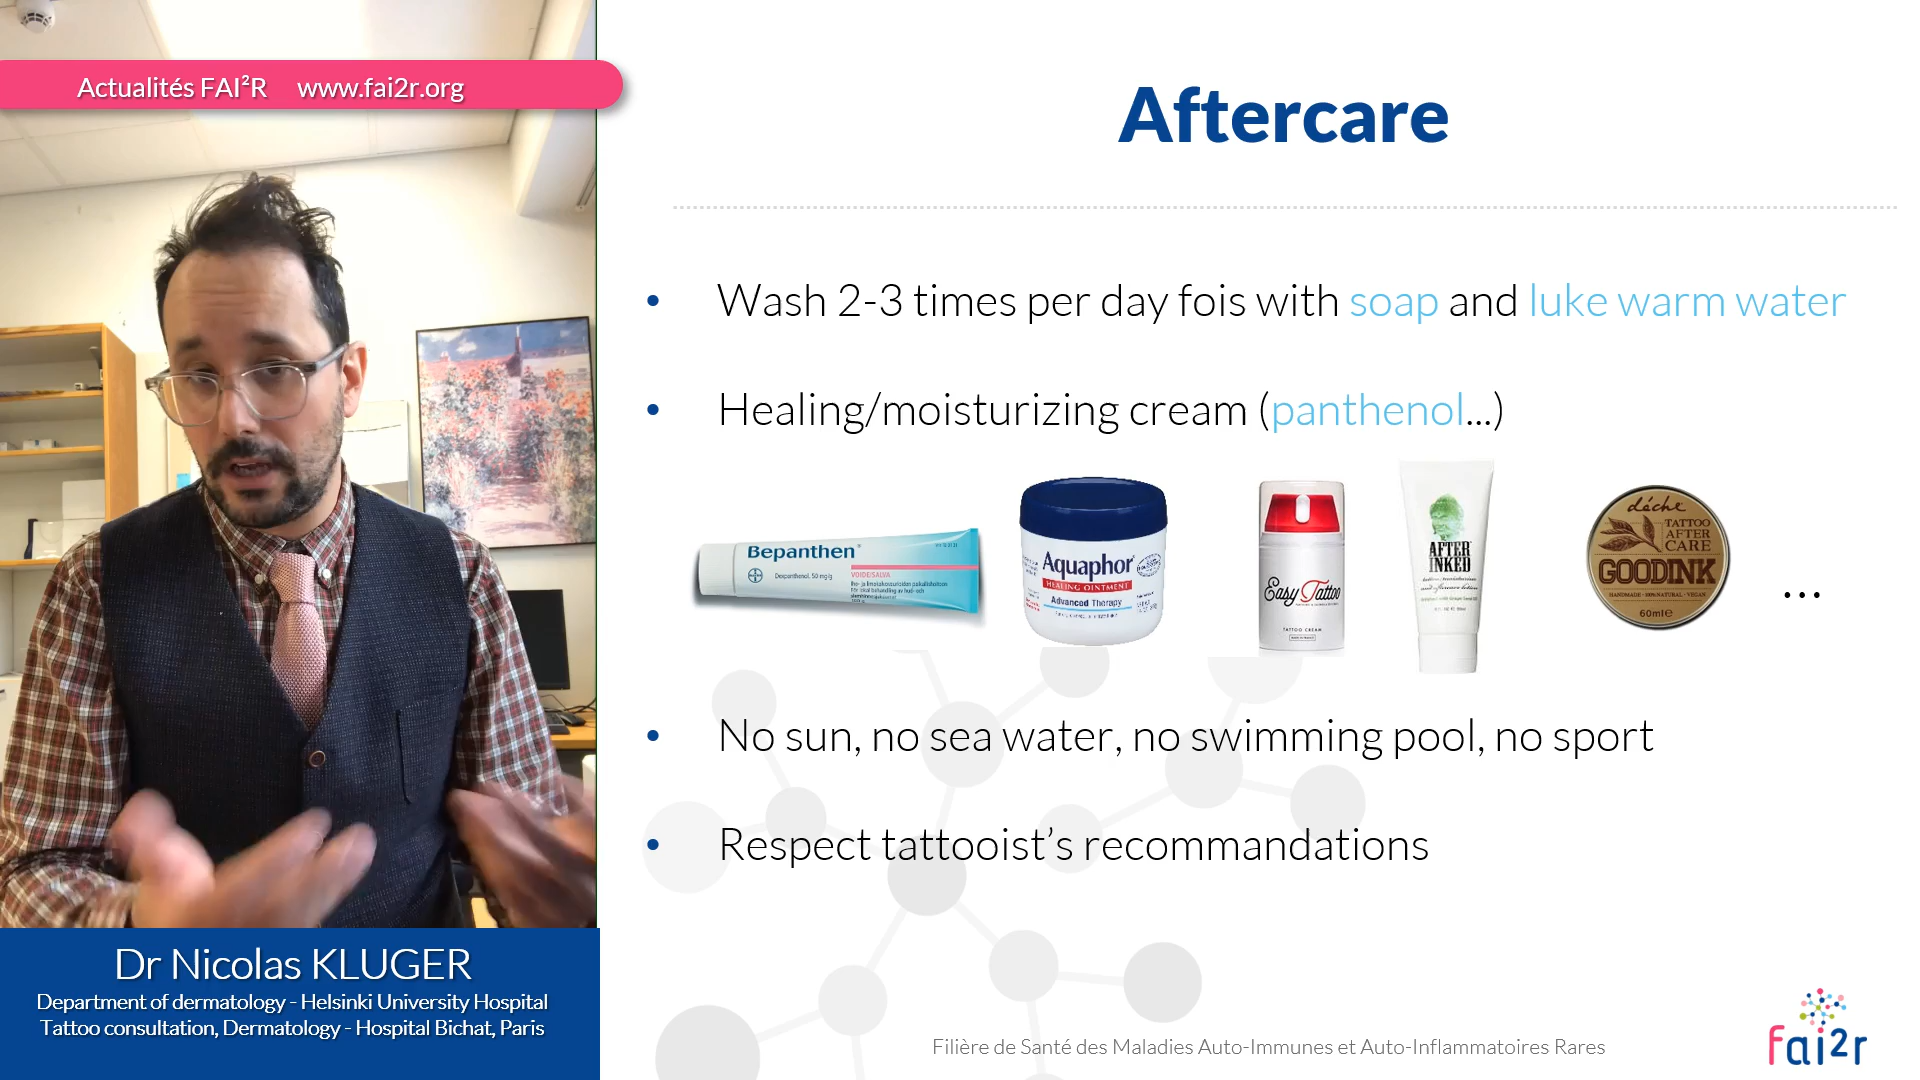 Actualités FAI²R www.fai2r.org
Aftercare
• Wash 2-3 times per day fois with soap and luke warm water
• Healing/moisturizing cream (panthenol...)
Bepanthen
Dexpanthenol. 50 mg/g
VOIDE/SALVA
Aquaphor
HEALING OINTMENT
Advanced Therapy
Easy Tattoo
TATTOO CREAM
AFTER
INKED
déche
TATTOO
AFTER
CARE
GOODINK
HANDMADE · 100% NATURAL · VEGAN
60ml e
...
• No sun, no sea water, no swimming pool, no sport
• Respect tattooist’s recommandations
Dr Nicolas KLUGER
Department of dermatology - Helsinki University Hospital
Tattoo consultation, Dermatology - Hospital Bichat, Paris
Filière de Santé des Maladies Auto-Immunes et Auto-Inflammatoires Rares
fai2r